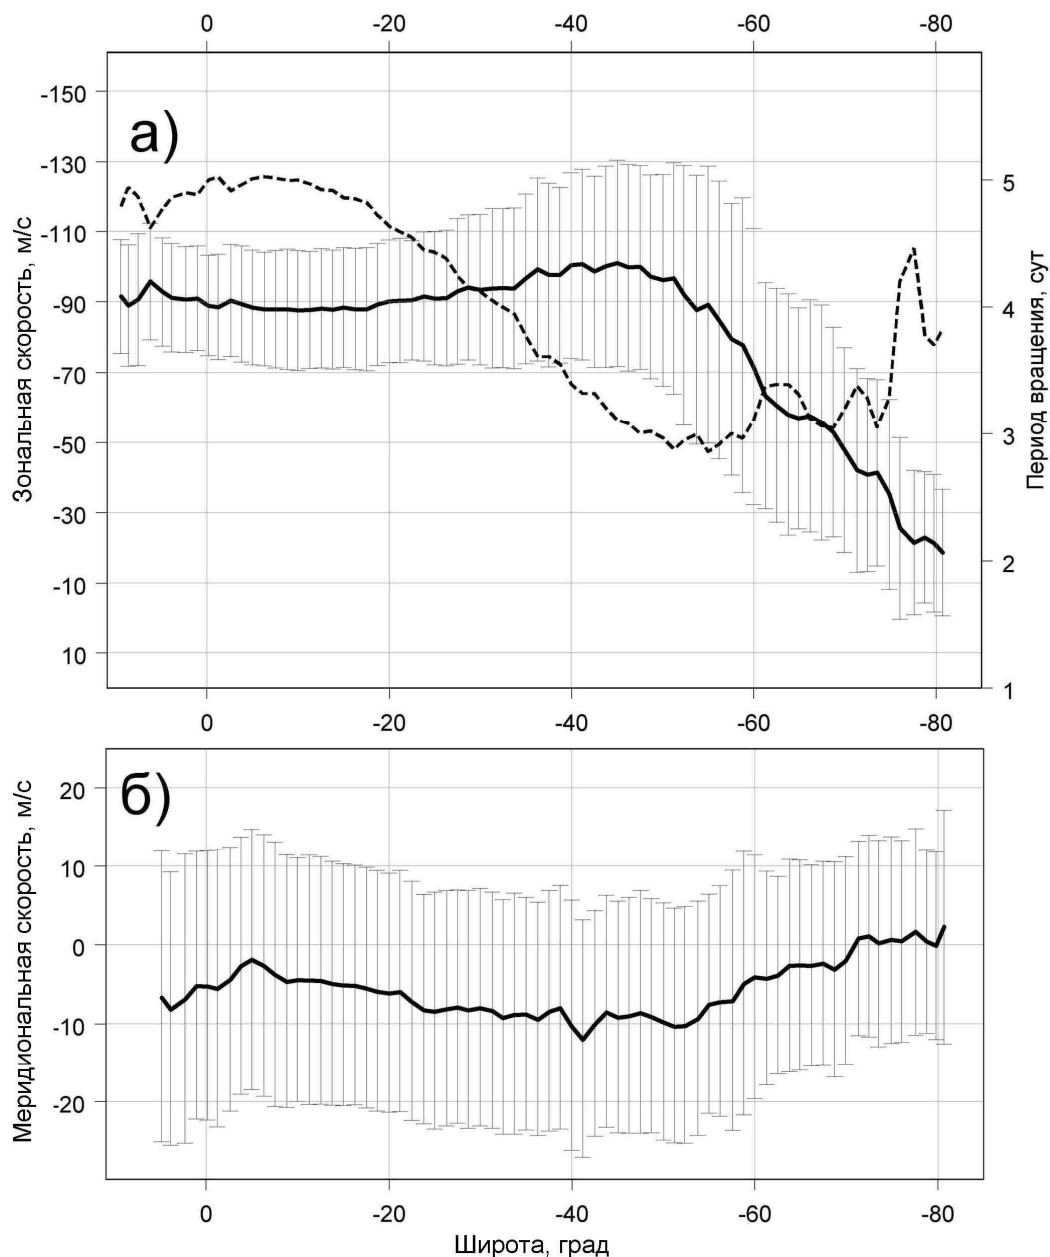 0 -20 -40 -60 -80
а)
Зональная скорость, м/с
-150
-130
-110
-90
-70
-50
-30
-10
10
Период вращения, сут
5
4
3
2
1
0 -20 -40 -60 -80
б)
Меридиональная скорость, м/с
20
10
0
-10
-20
0 -20 -40 -60 -80
Широта, град